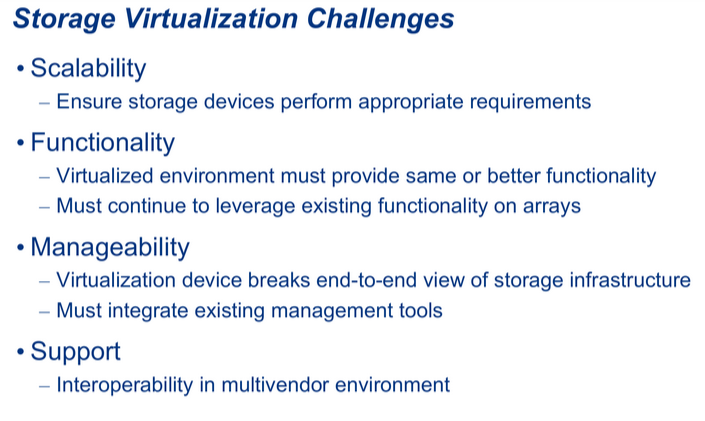 Storage Virtualization Challenges
• Scalability
– Ensure storage devices perform appropriate requirements
• Functionality
– Virtualized environment must provide same or better functionality
– Must continue to leverage existing functionality on arrays
• Manageability
– Virtualization device breaks end-to-end view of storage infrastructure
– Must integrate existing management tools
• Support
– Interoperability in multivendor environment